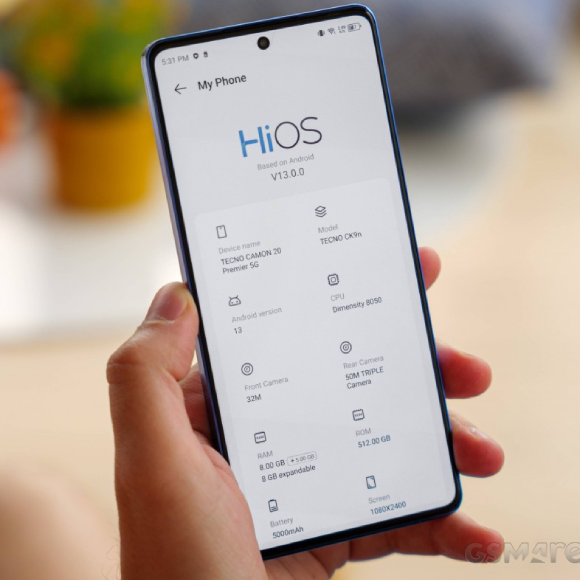 5:31 PM
My Phone
HiOS
Based on Android
V13.0.0
Device name
TECNO CAMON 20
Premier 5G
Model
TECNO CK9n
Android version
13
CPU
Dimensity 8050
Front Camera
32M
Rear Camera
50M TRIPLE
Camera
RAM
8.00 GB + 5.00 GB
8 GB expandable
ROM
512.00 GB
Battery
5000mAh
Screen
1080X2400